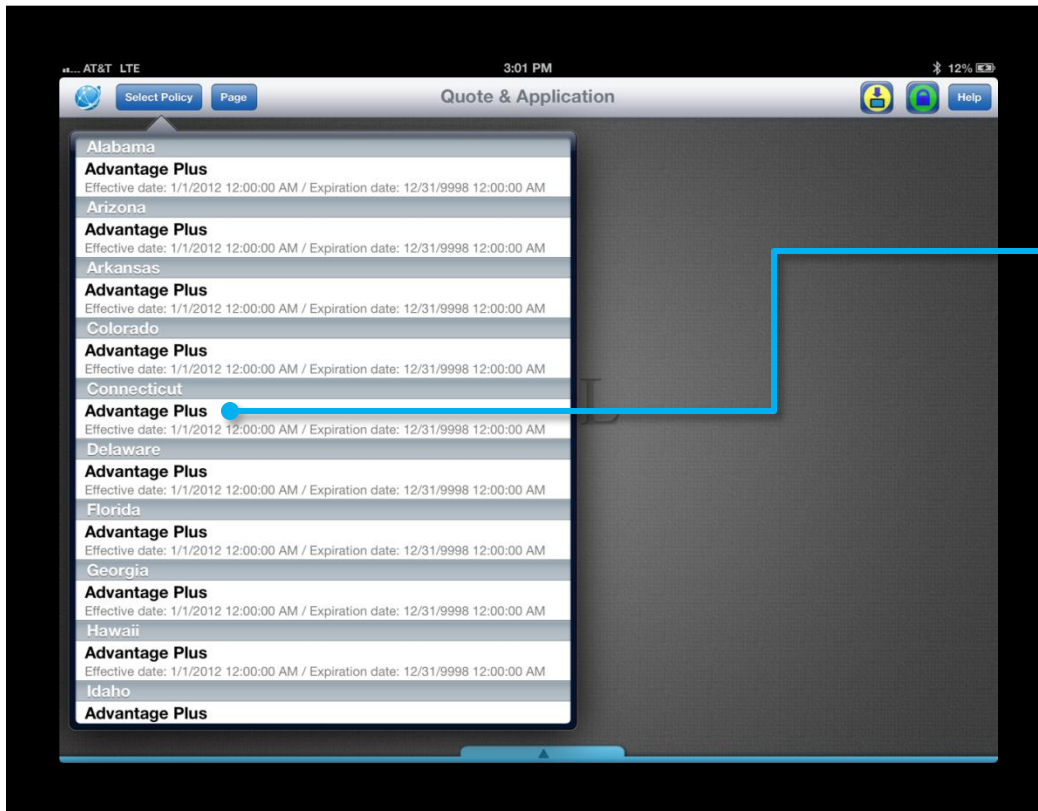 AT&T LTE
3:01 PM
12%
Select Policy
Page
Quote & Application
Help
Alabama
Advantage Plus
Effective date: 1/1/2012 12:00:00 AM / Expiration date: 12/31/9998 12:00:00 AM
Arizona
Advantage Plus
Effective date: 1/1/2012 12:00:00 AM / Expiration date: 12/31/9998 12:00:00 AM
Arkansas
Advantage Plus
Effective date: 1/1/2012 12:00:00 AM / Expiration date: 12/31/9998 12:00:00 AM
Colorado
Advantage Plus
Effective date: 1/1/2012 12:00:00 AM / Expiration date: 12/31/9998 12:00:00 AM
Connecticut
Advantage Plus
Effective date: 1/1/2012 12:00:00 AM / Expiration date: 12/31/9998 12:00:00 AM
Delaware
Advantage Plus
Effective date: 1/1/2012 12:00:00 AM / Expiration date: 12/31/9998 12:00:00 AM
Florida
Advantage Plus
Effective date: 1/1/2012 12:00:00 AM / Expiration date: 12/31/9998 12:00:00 AM
Georgia
Advantage Plus
Effective date: 1/1/2012 12:00:00 AM / Expiration date: 12/31/9998 12:00:00 AM
Hawaii
Advantage Plus
Effective date: 1/1/2012 12:00:00 AM / Expiration date: 12/31/9998 12:00:00 AM
Idaho
Advantage Plus